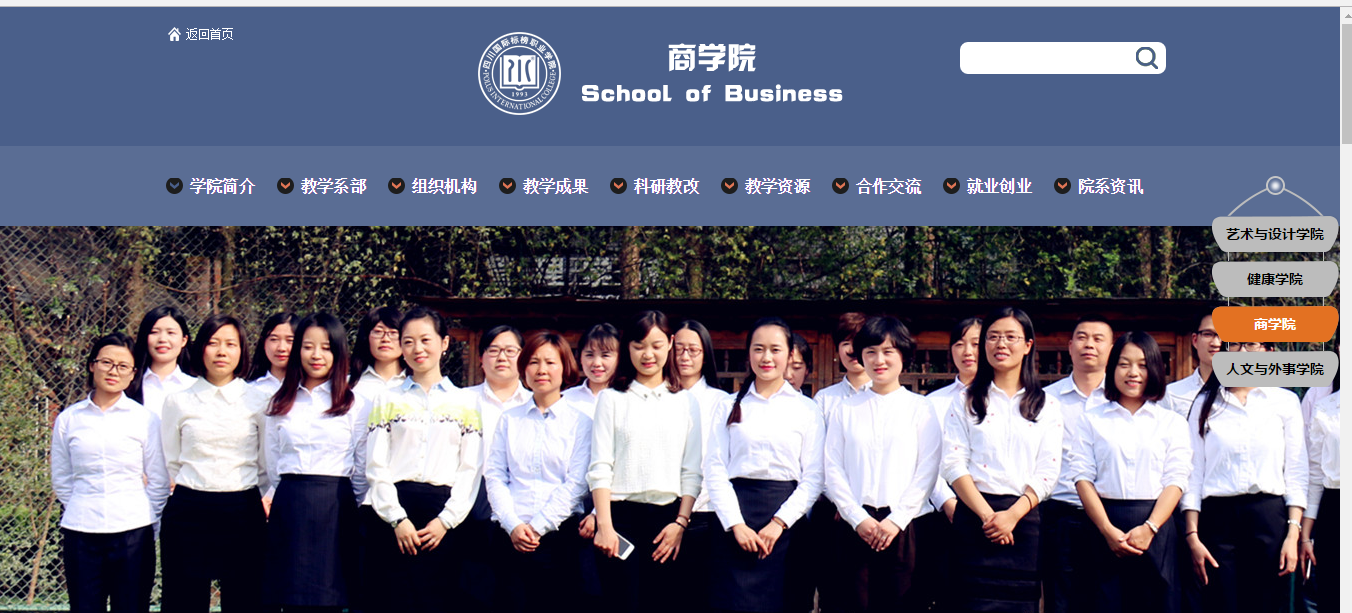 返回首页
四川国际标榜职业学院
PIC
1993
POLUS INTERNATIONAL COLLEGE
商学院
School of Business
学院简介 教学系部 组织机构 教学成果 科研教改 教学资源 合作交流 就业创业 院系资讯
艺术与设计学院
健康学院
商学院
人文与外事学院